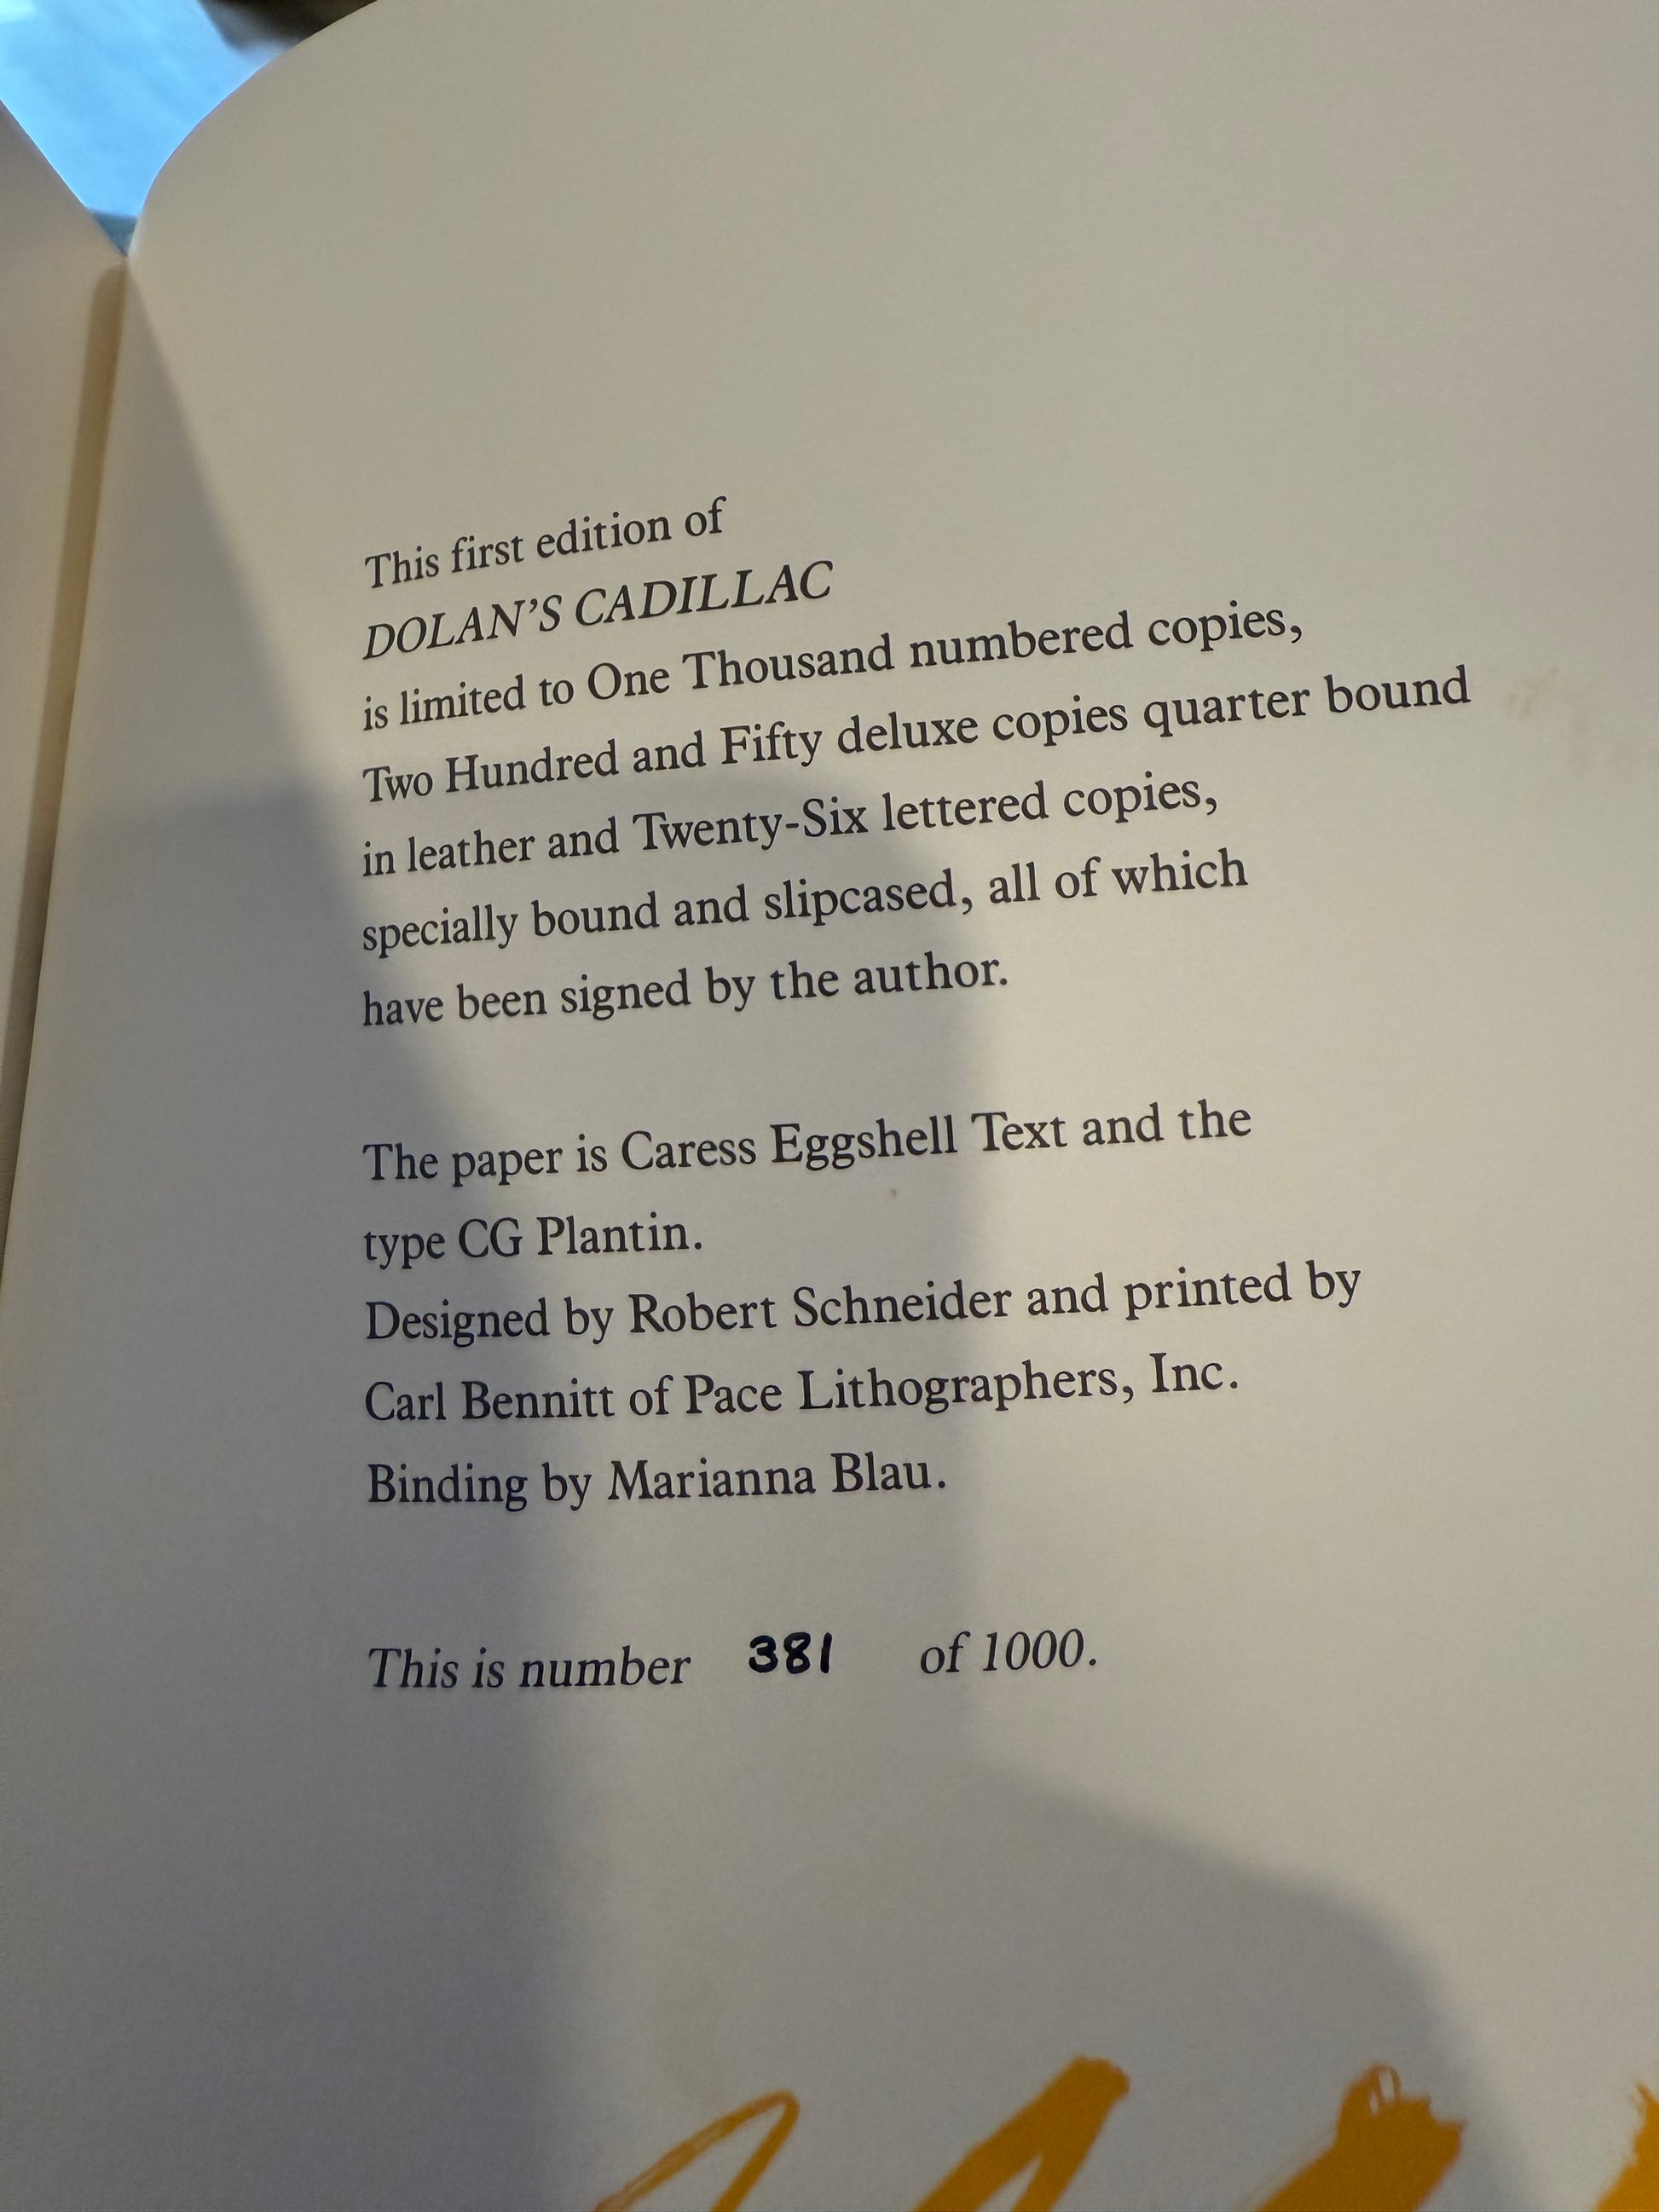 This first edition of
DOLAN'S CADILLAC
is limited to One Thousand numbered copies,
Two Hundred and Fifty deluxe copies quarter bound
in leather and Twenty-Six lettered copies,
specially bound and slipcased, all of which
have been signed by the author.
The paper is Caress Eggshell Text and the
type CG Plantin.
Designed by Robert Schneider and printed by
Carl Bennitt of Pace Lithographers, Inc.
Binding by Marianna Blau.
This is number 381 of 1000.